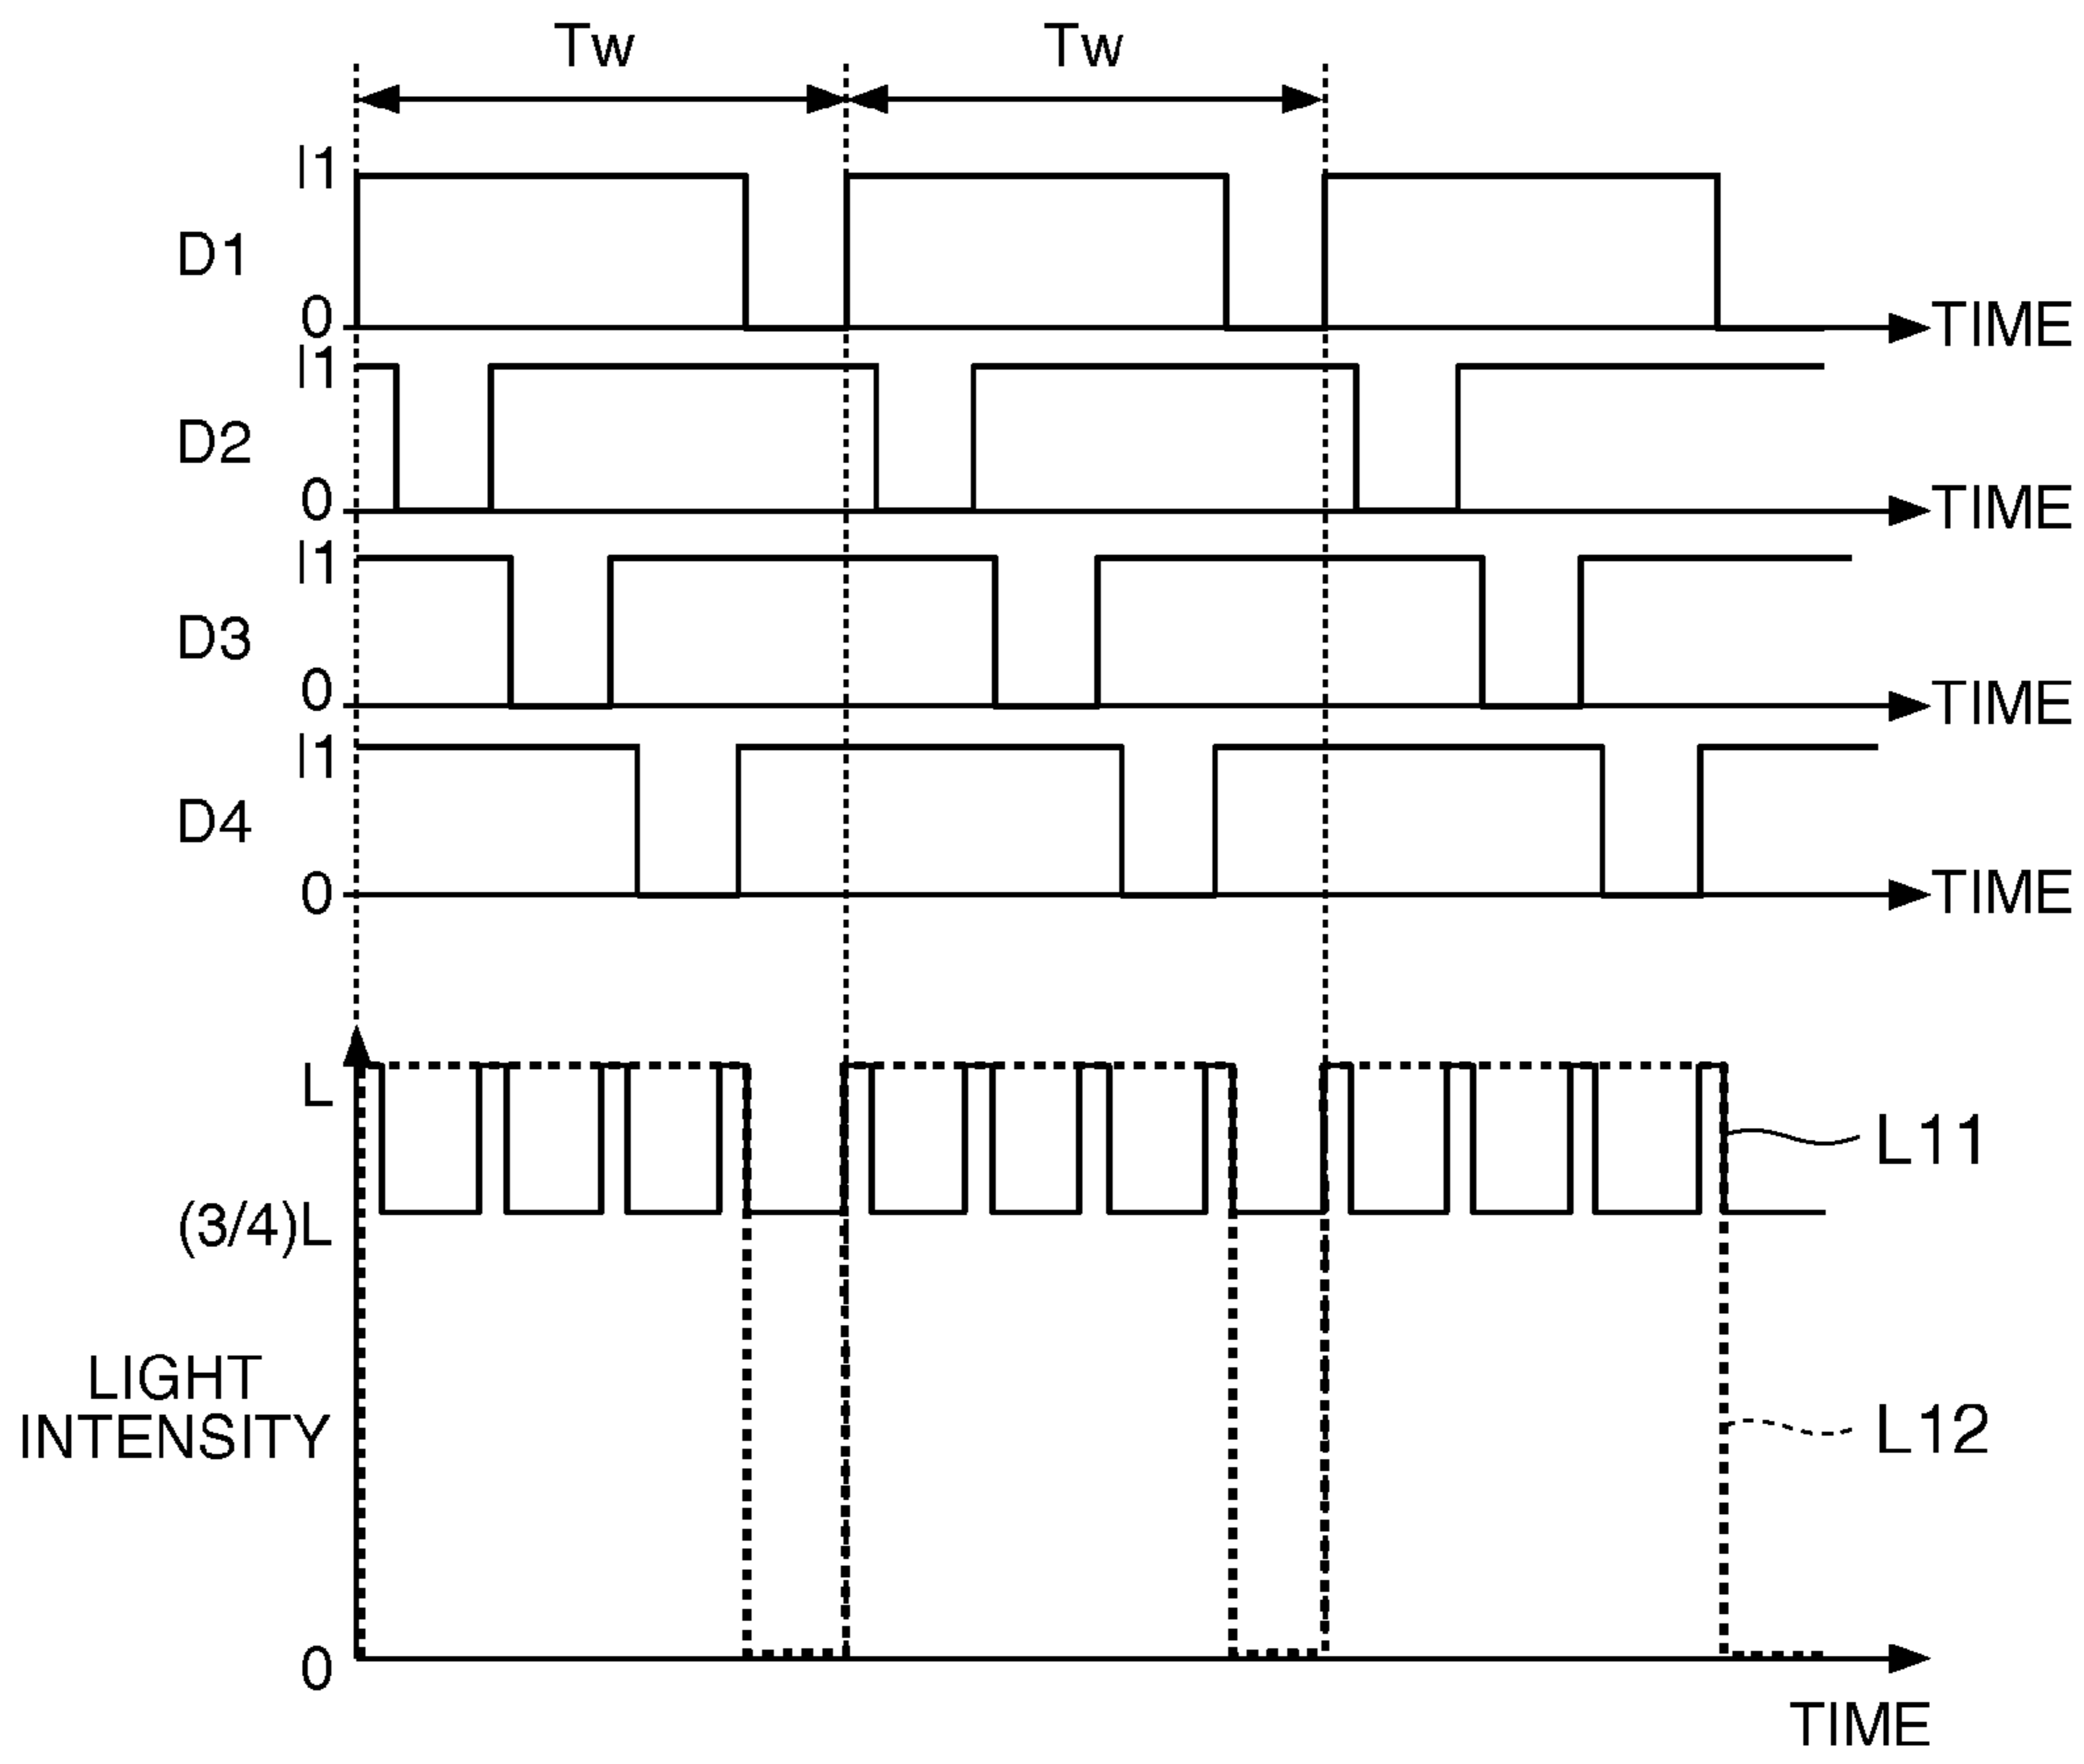 Tw Tw
I1
D1
0
TIME
I1
D2
0
TIME
I1
D3
0
TIME
I1
D4
0
TIME
L
L11
(3/4)L
LIGHT
INTENSITY
L12
0
TIME